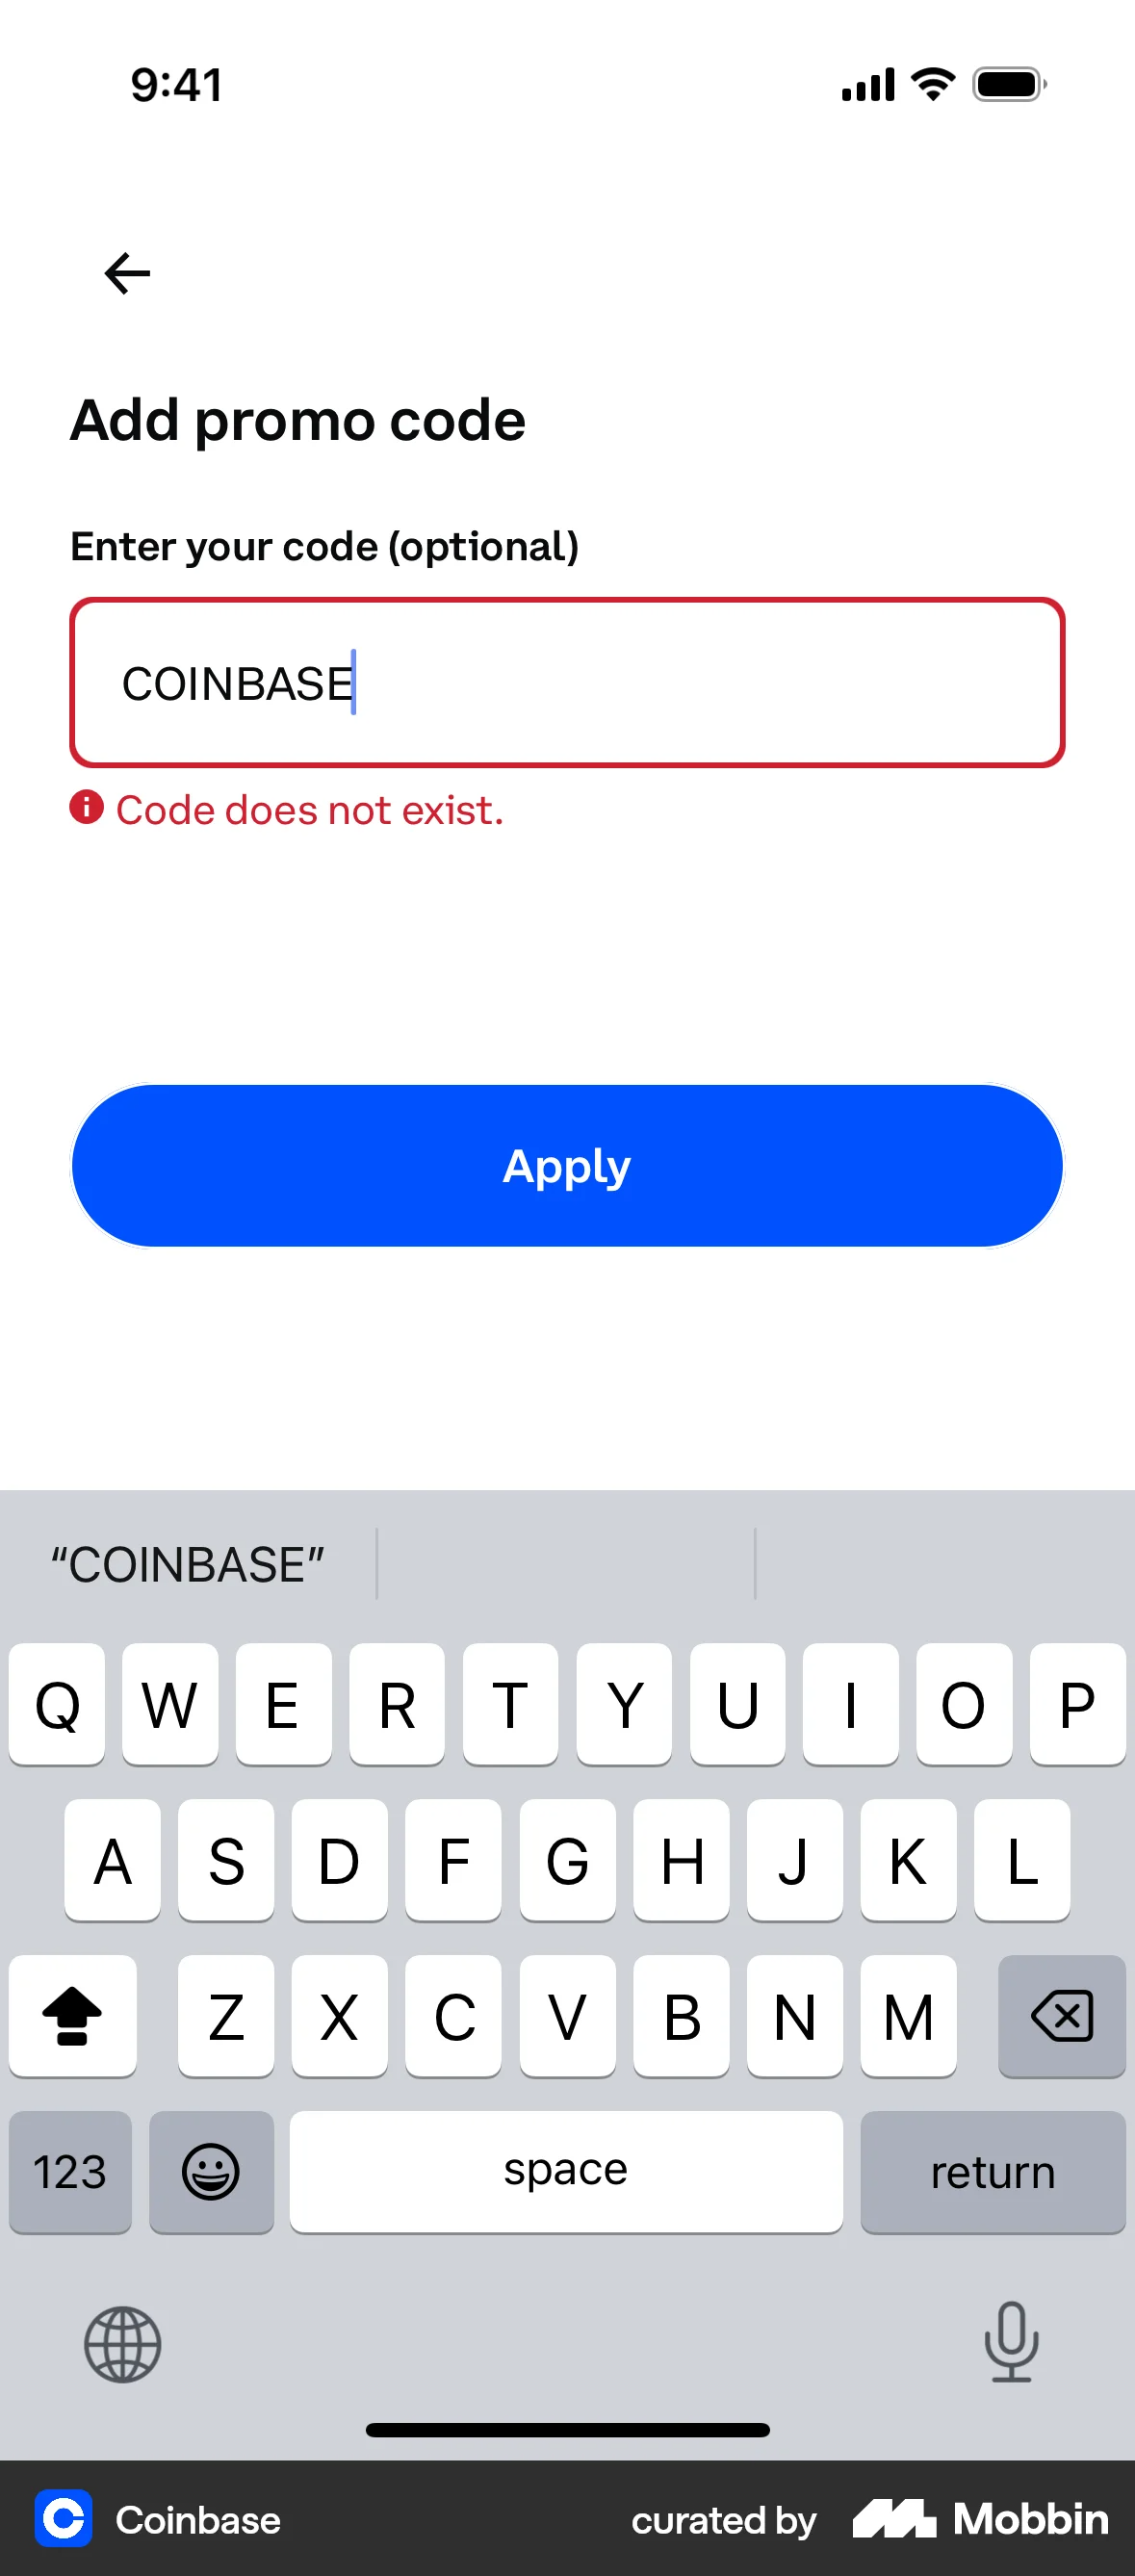 9:41
Add promo code
Enter your code (optional)
COINBASE
Code does not exist.
Apply
“COINBASE”
Q W E R T Y U I O P
A S D F G H J K L
Z X C V B N M
123 space return
Coinbase curated by Mobbin